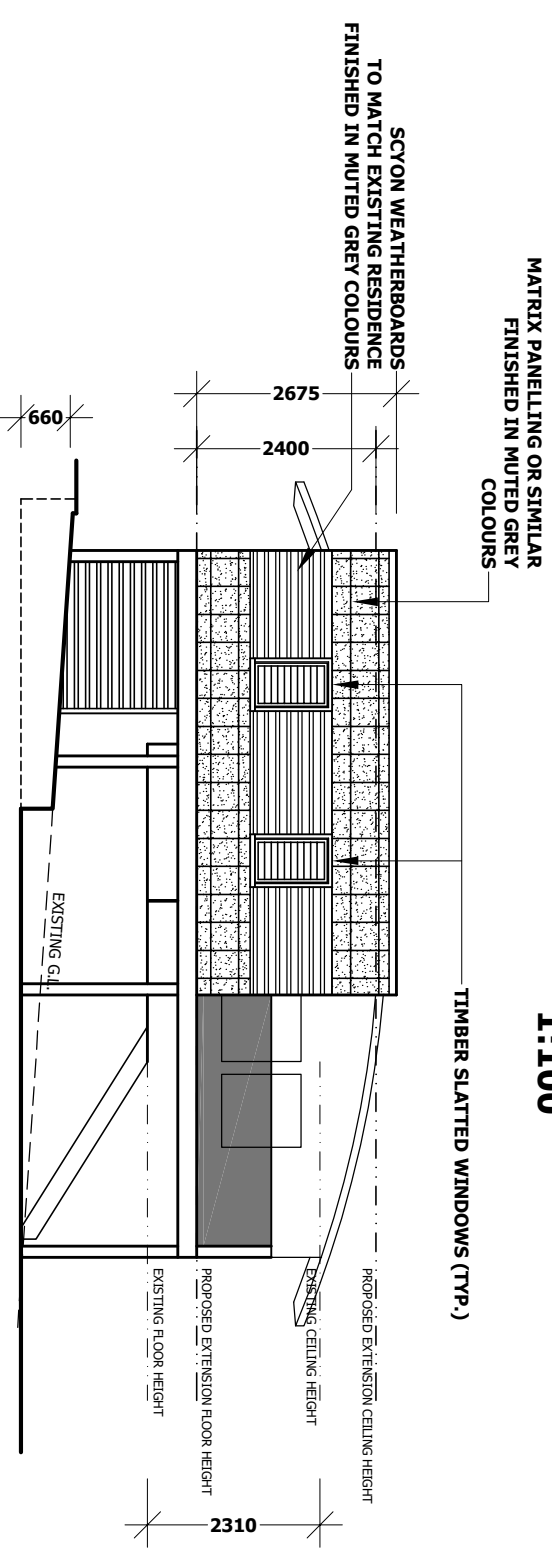 1:100
MATRIX PANELLING OR SIMILAR
FINISHED IN MUTED GREY
COLOURS
SCYON WEATHERBOARDS
TO MATCH EXISTING RESIDENCE
FINISHED IN MUTED GREY COLOURS
TIMBER SLATTED WINDOWS (TYP.)
2675
2400
660
EXISTING G.L.
PROPOSED EXTENSION CEILING HEIGHT
EXISTING CEILING HEIGHT
PROPOSED EXTENSION FLOOR HEIGHT
EXISTING FLOOR HEIGHT
2310